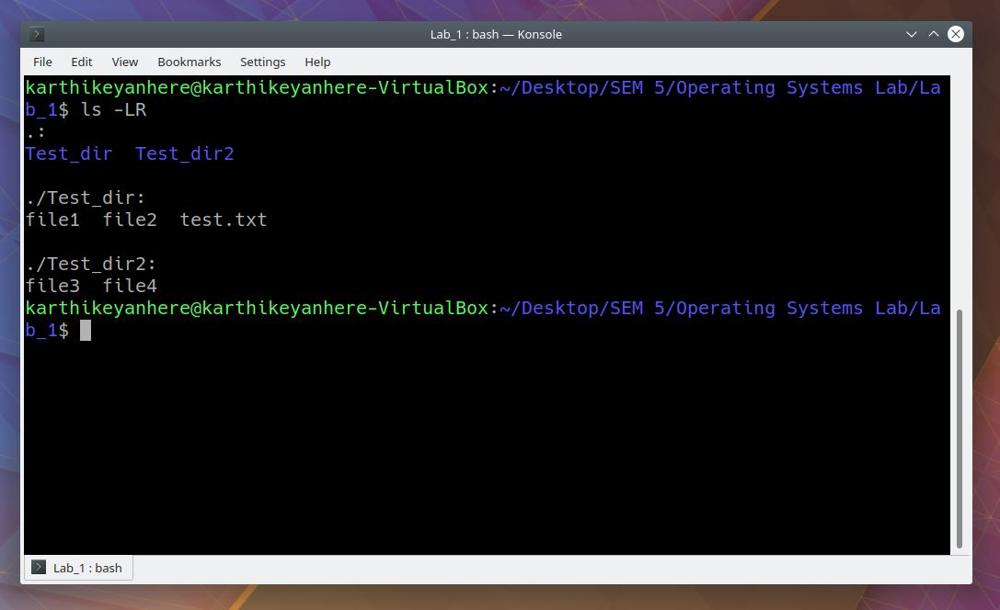 Lab_1 : bash — Konsole
File Edit View Bookmarks Settings Help
karthikeyanhere@karthikeyanhere-VirtualBox:~/Desktop/SEM 5/Operating Systems Lab/La
b_1$ ls -LR
.:
Test_dir  Test_dir2
./Test_dir:
file1  file2  test.txt
./Test_dir2:
file3  file4
karthikeyanhere@karthikeyanhere-VirtualBox:~/Desktop/SEM 5/Operating Systems Lab/La
b_1$
Lab_1 : bash